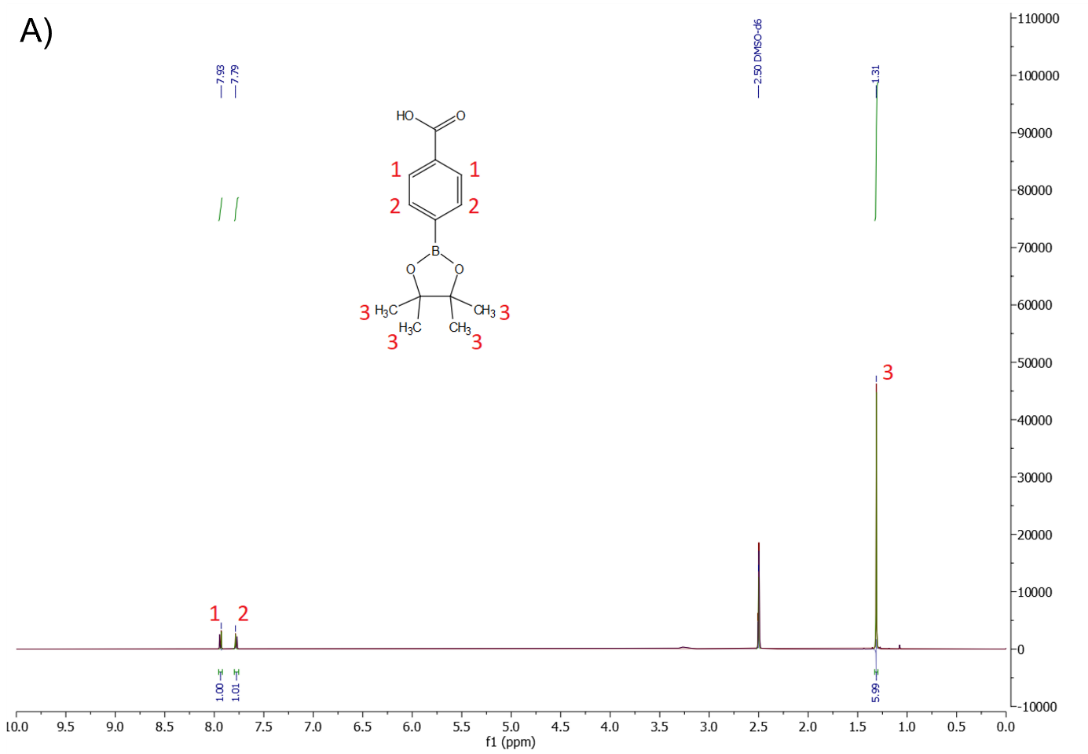 A)
7.93
7.79
2.50 DMSO-d6
1.31
110000
100000
90000
80000
70000
60000
50000
40000
30000
20000
10000
0
-10000
HO
O
1
1
2
2
B
O
O
3 H₃C
CH₃ 3
H₃C
CH₃
3
3
3
1
2
1.00
1.01
5.99
10.0 9.5 9.0 8.5 8.0 7.5 7.0 6.5 6.0 5.5 5.0 4.5 4.0 3.5 3.0 2.5 2.0 1.5 1.0 0.5 0.0
f1 (ppm)